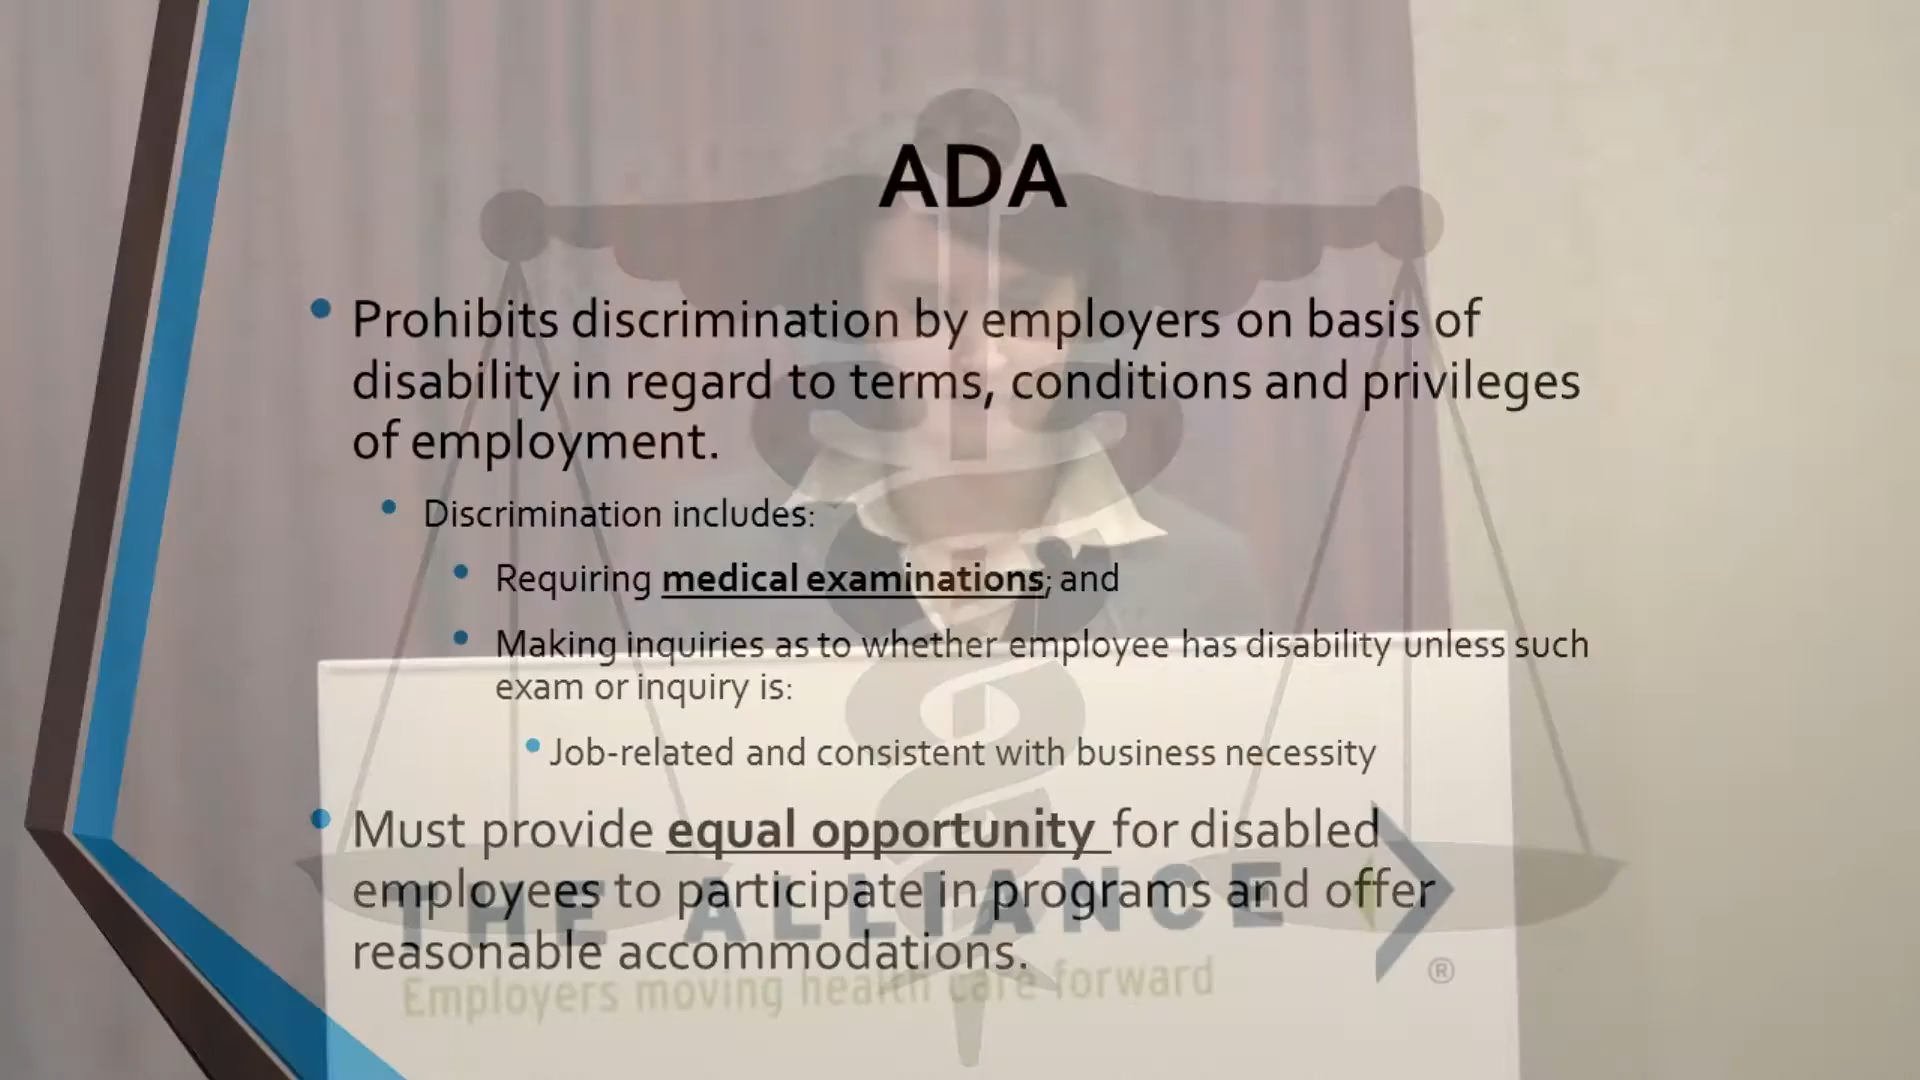 ADA
• Prohibits discrimination by employers on basis of
disability in regard to terms, conditions and privileges
of employment.
• Discrimination includes:
• Requiring medical examinations; and
• Making inquiries as to whether employee has disability unless such
exam or inquiry is:
• Job-related and consistent with business necessity
• Must provide equal opportunity for disabled
employees to participate in programs and offer
reasonable accommodations.
THE ALLIANCE
®
Employers moving health care forward